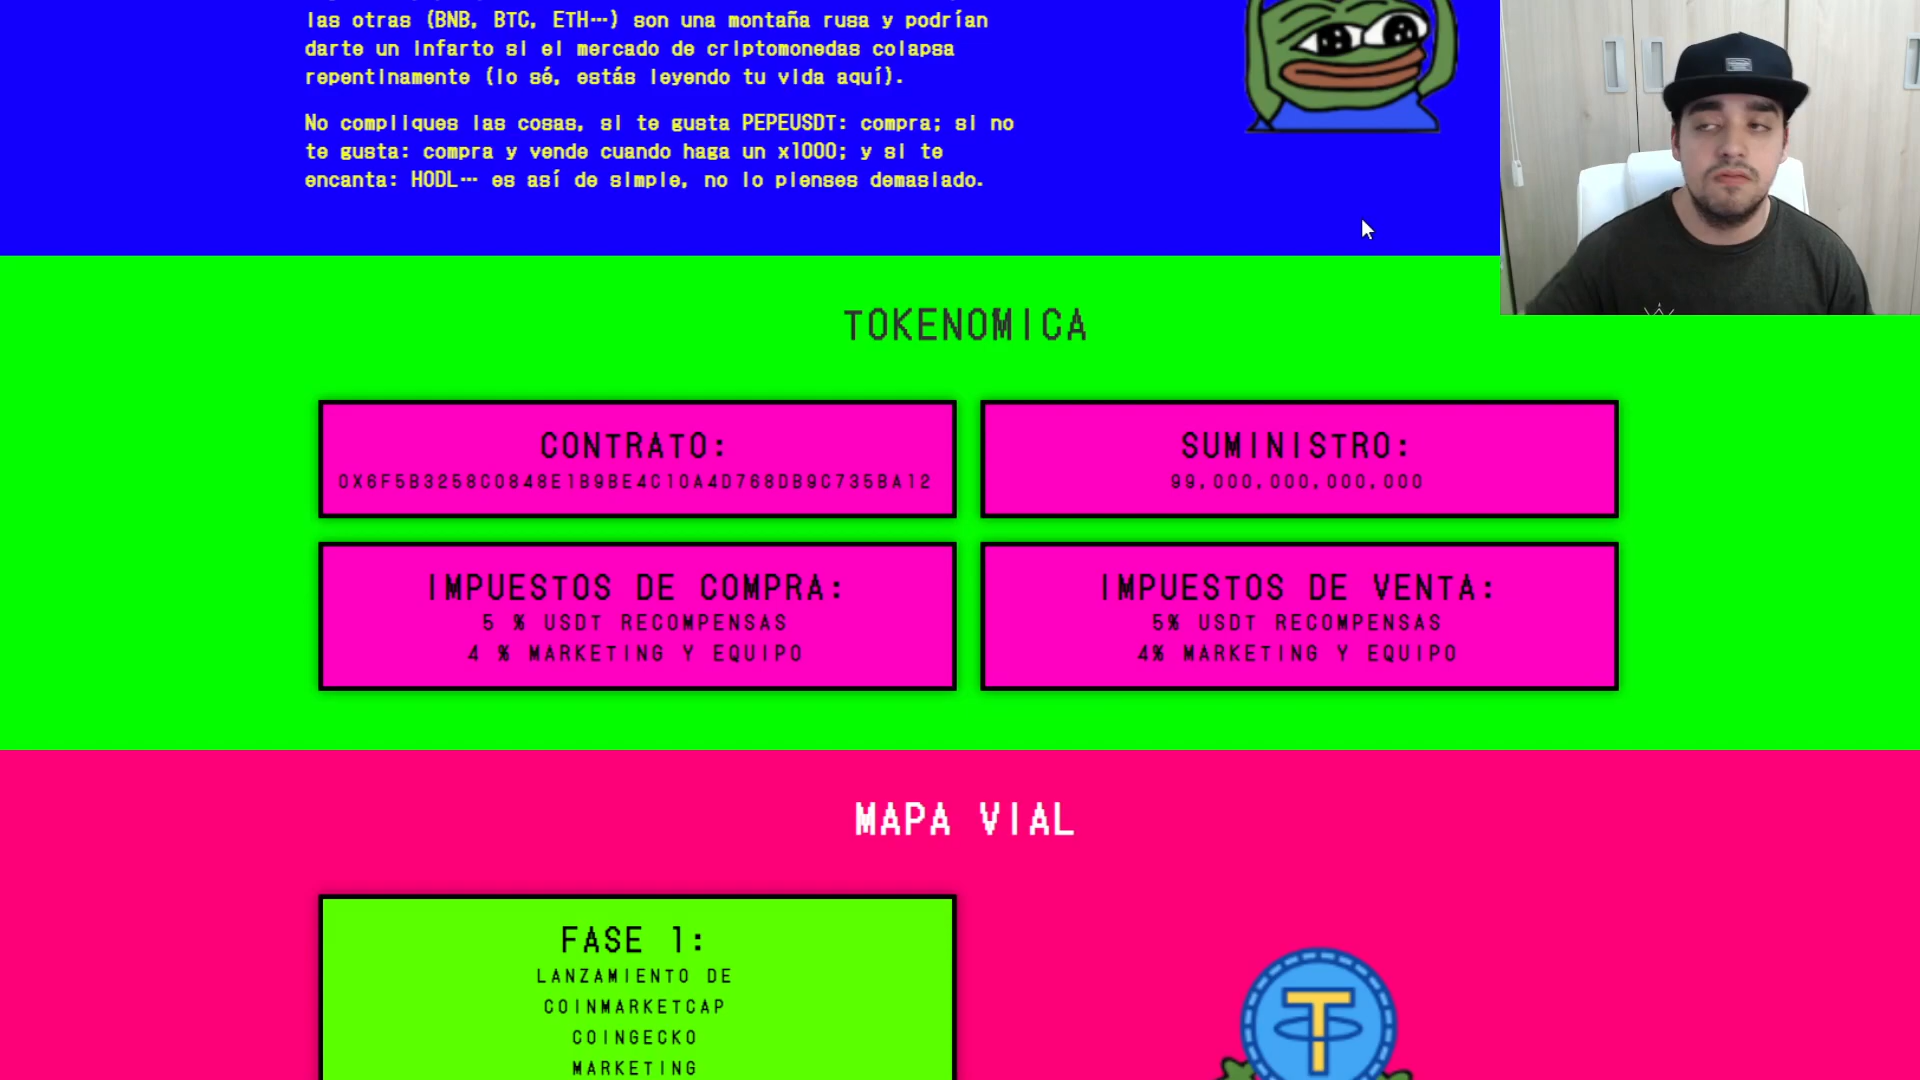 las otras (BNB, BTC, ETH…) son una montaña rusa y podrían
darte un infarto si el mercado de criptomonedas colapsa
repentinamente (lo sé, estás leyendo tu vida aquí).
No compliques las cosas, si te gusta PEPEUSDT: compra; si no
te gusta: compra y vende cuando haga un x1000; y si te
encanta: HODL… es así de simple, no lo pienses demasiado.
TOKENOMICA
CONTRATO:
0X6F5B3258C0848E1B9BE4C10A4D768DB9C735BA12
SUMINISTRO:
99,000,000,000,000
IMPUESTOS DE COMPRA:
5 % USDT RECOMPENSAS
4 % MARKETING Y EQUIPO
IMPUESTOS DE VENTA:
5% USDT RECOMPENSAS
4% MARKETING Y EQUIPO
MAPA VIAL
FASE 1:
LANZAMIENTO DE
COINMARKETCAP
COINGECKO
MARKETING